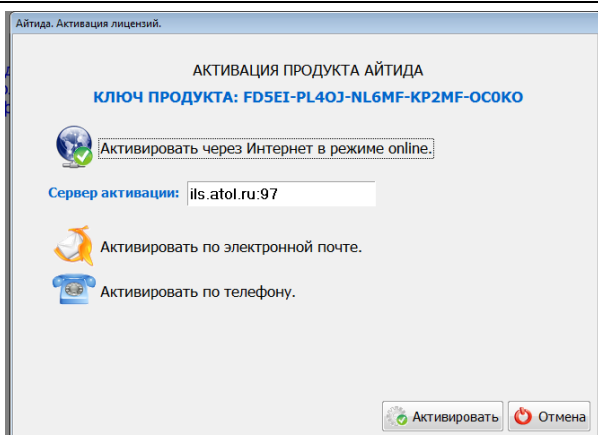 Айтида. Активация лицензий.
АКТИВАЦИЯ ПРОДУКТА АЙТИДА
КЛЮЧ ПРОДУКТА: FD5EI-PL4OJ-NL6MF-KP2MF-OC0KO
Активировать через Интернет в режиме online.
Сервер активации: ils.atol.ru:97
Активировать по электронной почте.
Активировать по телефону.
Активировать Отмена